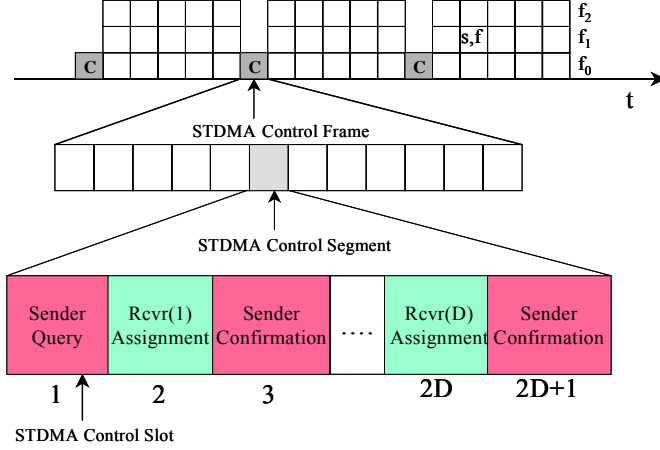 f2
s,f f1
C C C f0
t
STDMA Control Frame
STDMA Control Segment
Sender Query
Rcvr(1) Assignment
Sender Confirmation
....
Rcvr(D) Assignment
Sender Confirmation
1 2 3 2D 2D+1
STDMA Control Slot